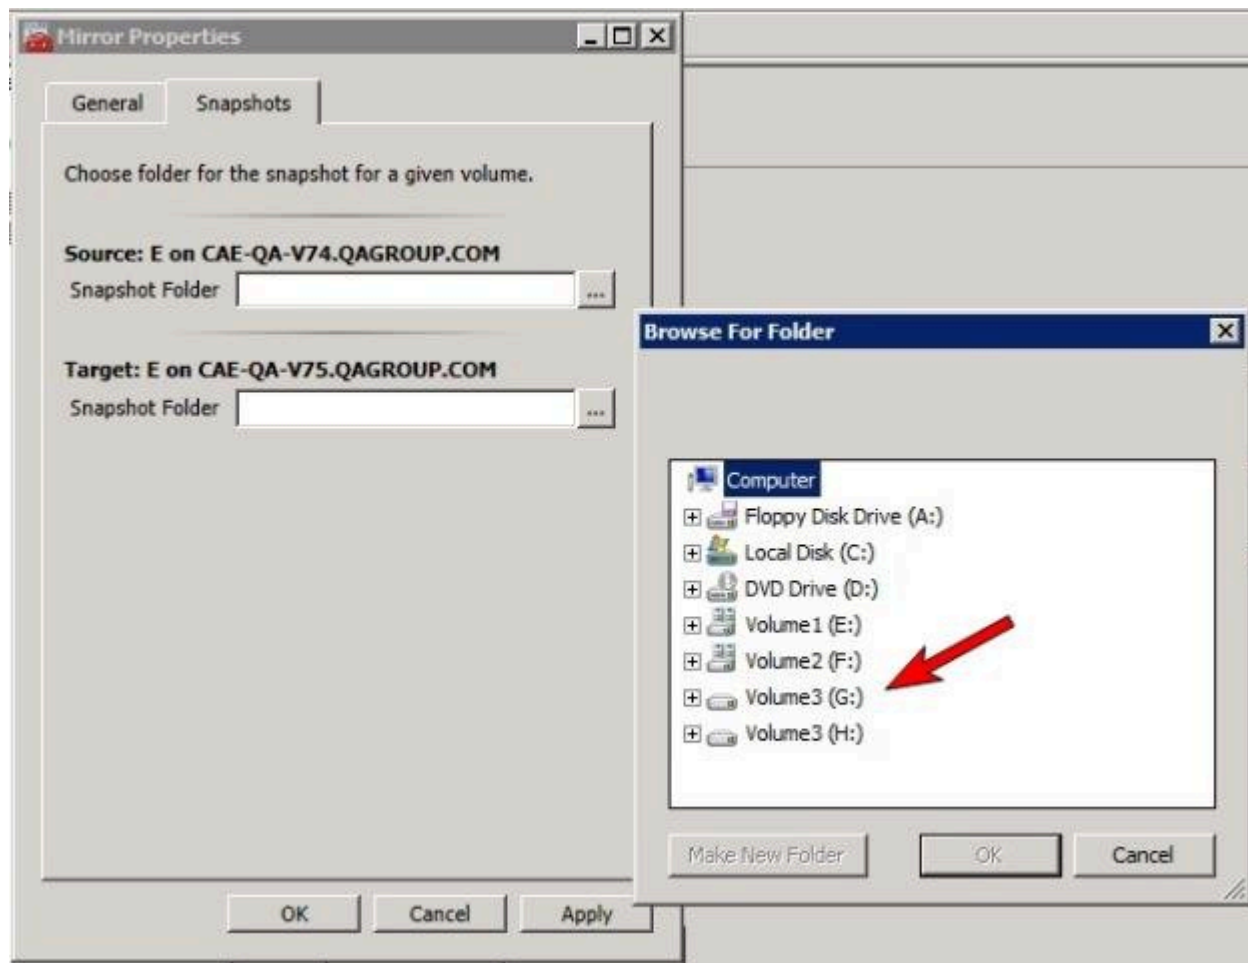 Mirror Properties
General
Snapshots
Choose folder for the snapshot for a given volume.
Source: E on CAE-QA-V74.QAGROUP.COM
Snapshot Folder
...
Target: E on CAE-QA-V75.QAGROUP.COM
Snapshot Folder
...
OK
Cancel
Apply
Browse For Folder
Computer
Floppy Disk Drive (A:)
Local Disk (C:)
DVD Drive (D:)
Volume1 (E:)
Volume2 (F:)
Volume3 (G:)
Volume3 (H:)
Make New Folder
OK
Cancel